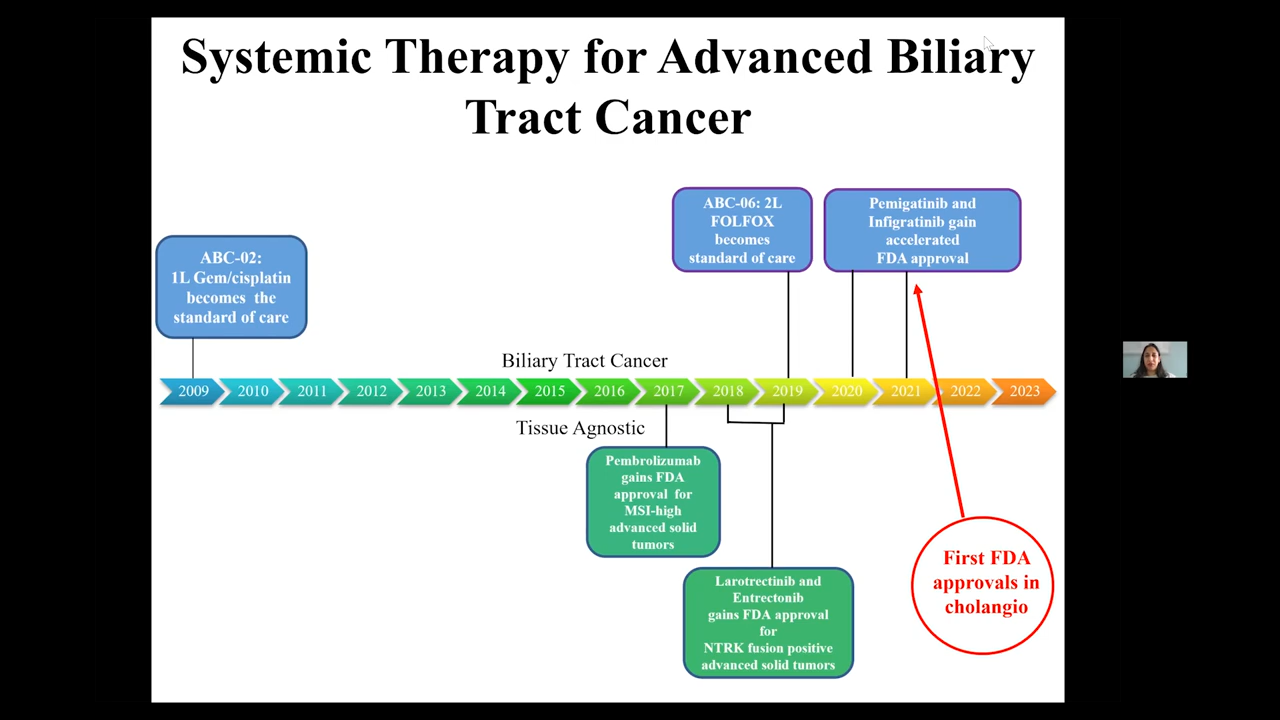 Systemic Therapy for Advanced Biliary
Tract Cancer
ABC-02:
1L Gem/cisplatin
becomes the
standard of care
ABC-06: 2L
FOLFOX
becomes
standard of care
Pemigatinib and
Infigratinib gain
accelerated
FDA approval
Biliary Tract Cancer
2009 2010 2011 2012 2013 2014 2015 2016 2017 2018 2019 2020 2021 2022 2023
Tissue Agnostic
Pembrolizumab
gains FDA
approval for
MSI-high
advanced solid
tumors
Larotrectinib and
Entrectonib
gains FDA approval
for
NTRK fusion positive
advanced solid tumors
First FDA
approvals in
cholangio